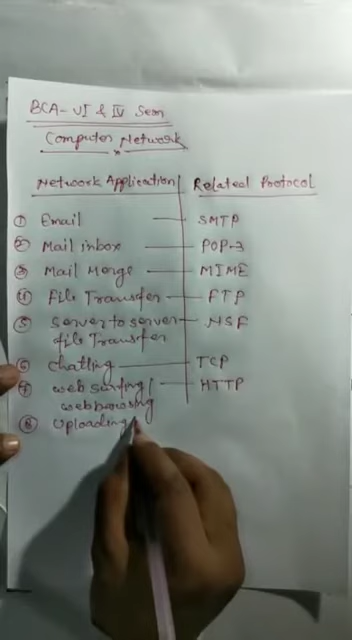 BCA- VI & IV Sem
Computer Network
Network Application Related Protocol
① Email — SMTP
② Mail inbox — POP-3
③ Mail Merge — MIME
④ File Transfer — FTP
⑤ Server to server — NSF
file Transfer
⑥ chatting — TCP
⑦ web surfing/ — HTTP
webbrowsing
⑧ Uploading